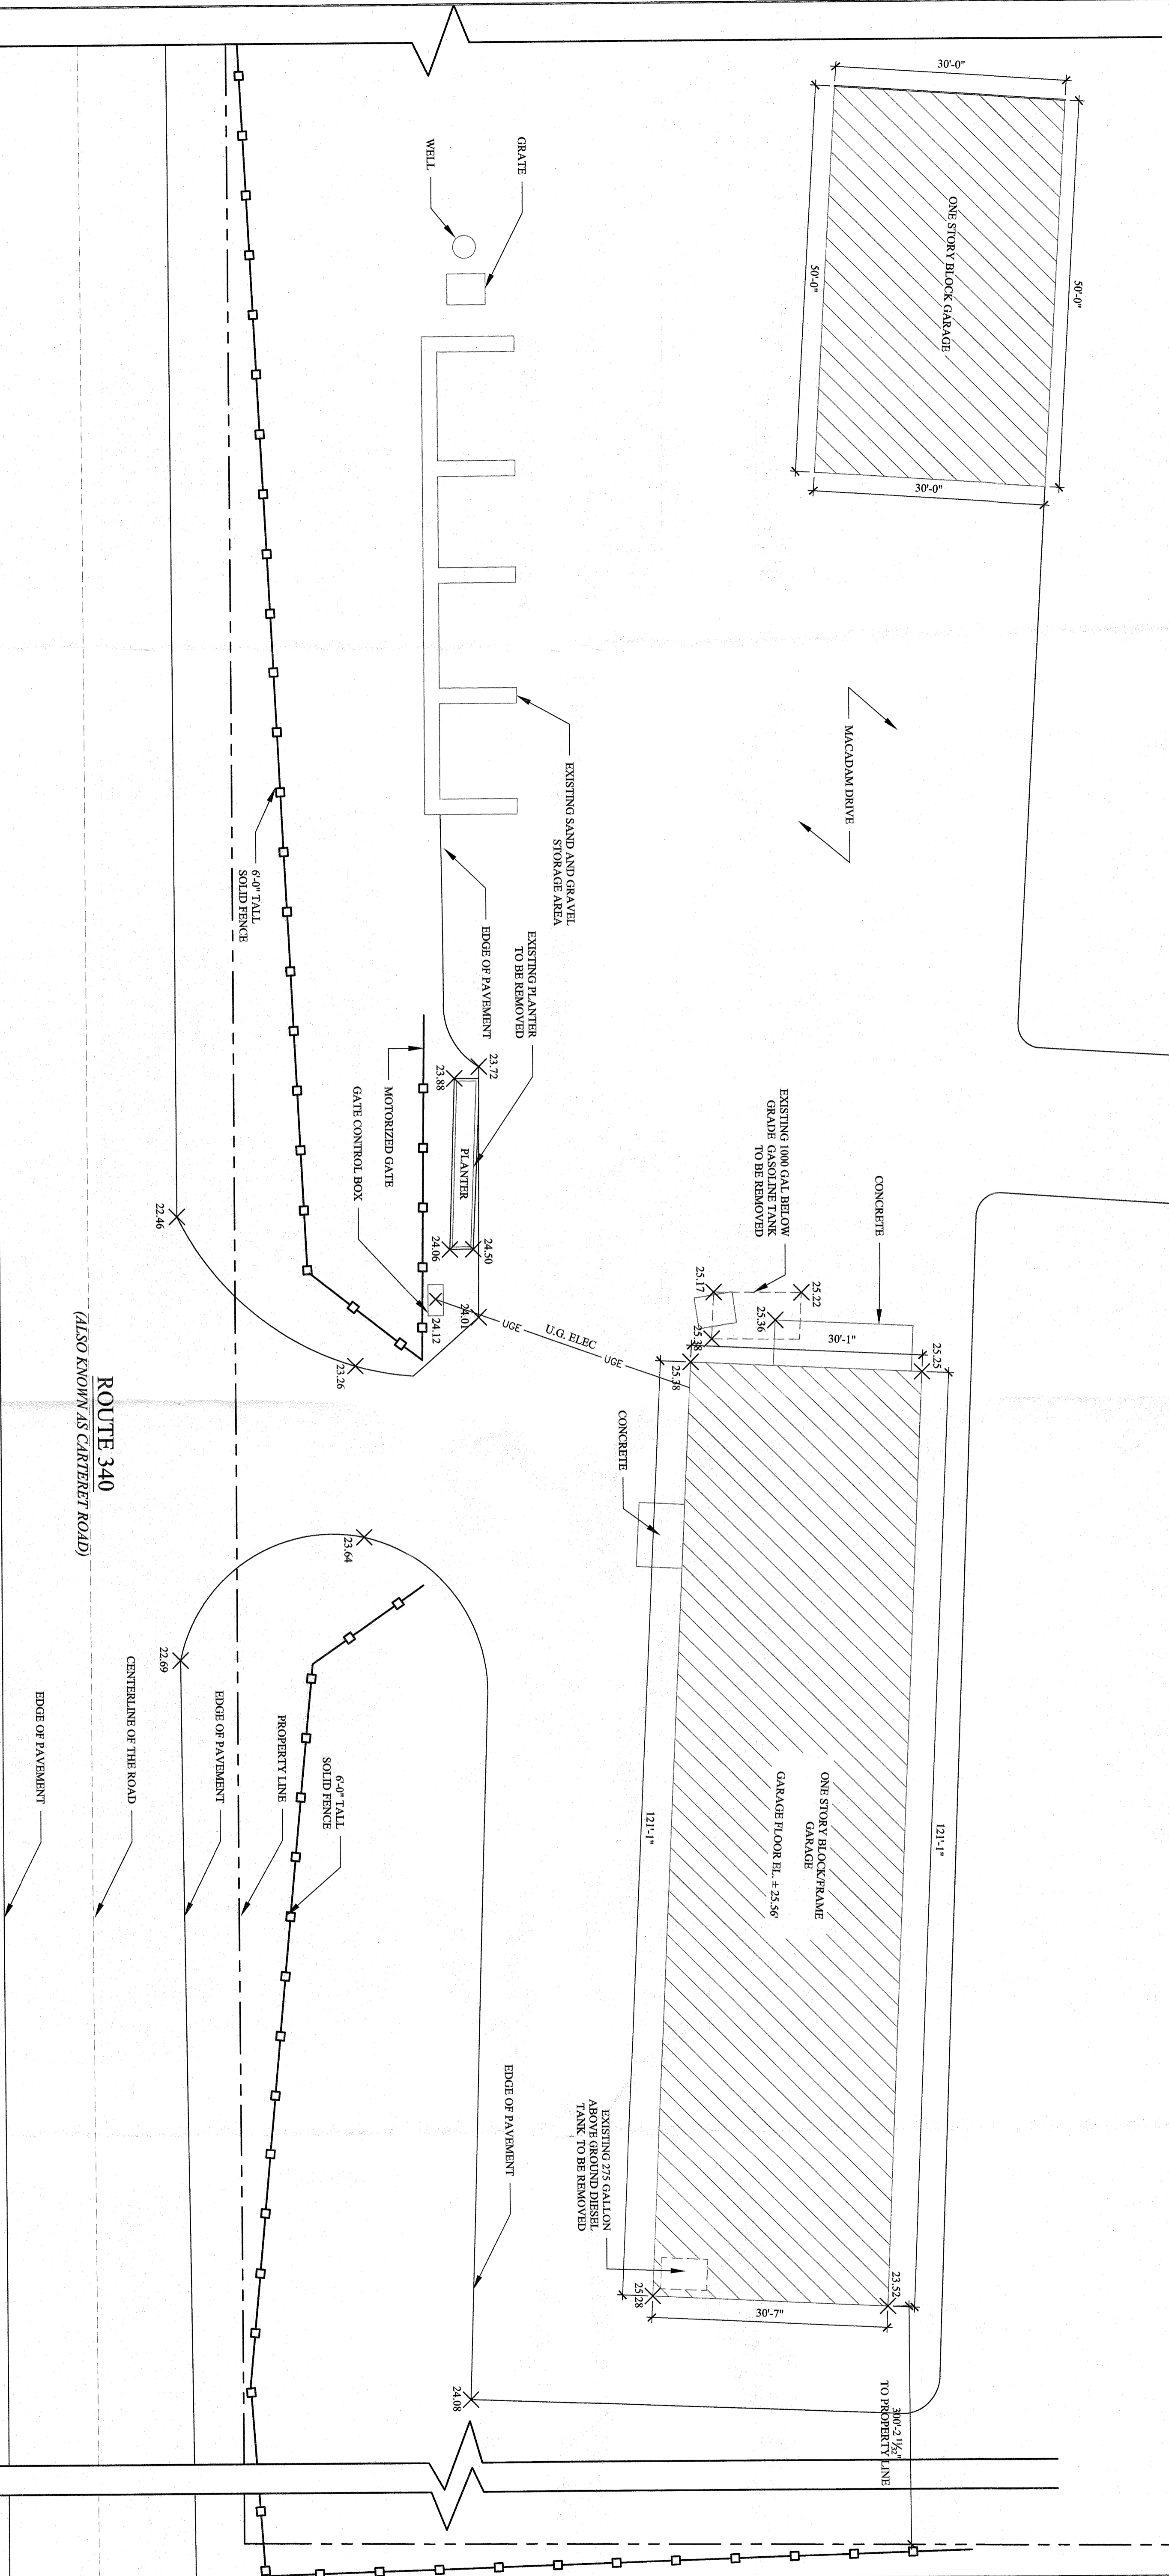 30'-0"
50'-0"
ONE STORY BLOCK GARAGE
50'-0"
30'-0"
GRATE
WELL
MACADAM DRIVE
EXISTING SAND AND GRAVEL
STORAGE AREA
6'-0" TALL
SOLID FENCE
EDGE OF PAVEMENT
EXISTING PLANTER
TO BE REMOVED
23.72
23.88
PLANTER
24.50
24.06
MOTORIZED GATE
GATE CONTROL BOX
24.01
24.12
22.46
23.26
UGE
U.G. ELEC
UGE
EXISTING 1000 GAL BELOW
GRADE GASOLINE TANK
TO BE REMOVED
CONCRETE
25.17
25.22
25.36
25.38
30'-1"
25.25
25.38
CONCRETE
ROUTE 340
(ALSO KNOWN AS CARTERET ROAD)
23.64
22.69
121'-1"
121'-1"
ONE STORY BLOCK/FRAME
GARAGE
GARAGE FLOOR EL. ± 25.56'
6'-0" TALL
SOLID FENCE
PROPERTY LINE
EDGE OF PAVEMENT
CENTERLINE OF THE ROAD
EDGE OF PAVEMENT
EDGE OF PAVEMENT
EXISTING 275 GALLON
ABOVE GROUND DIESEL
TANK TO BE REMOVED
25.28
23.52
30'-7"
24.08
300'-2 11/32"
TO PROPERTY LINE